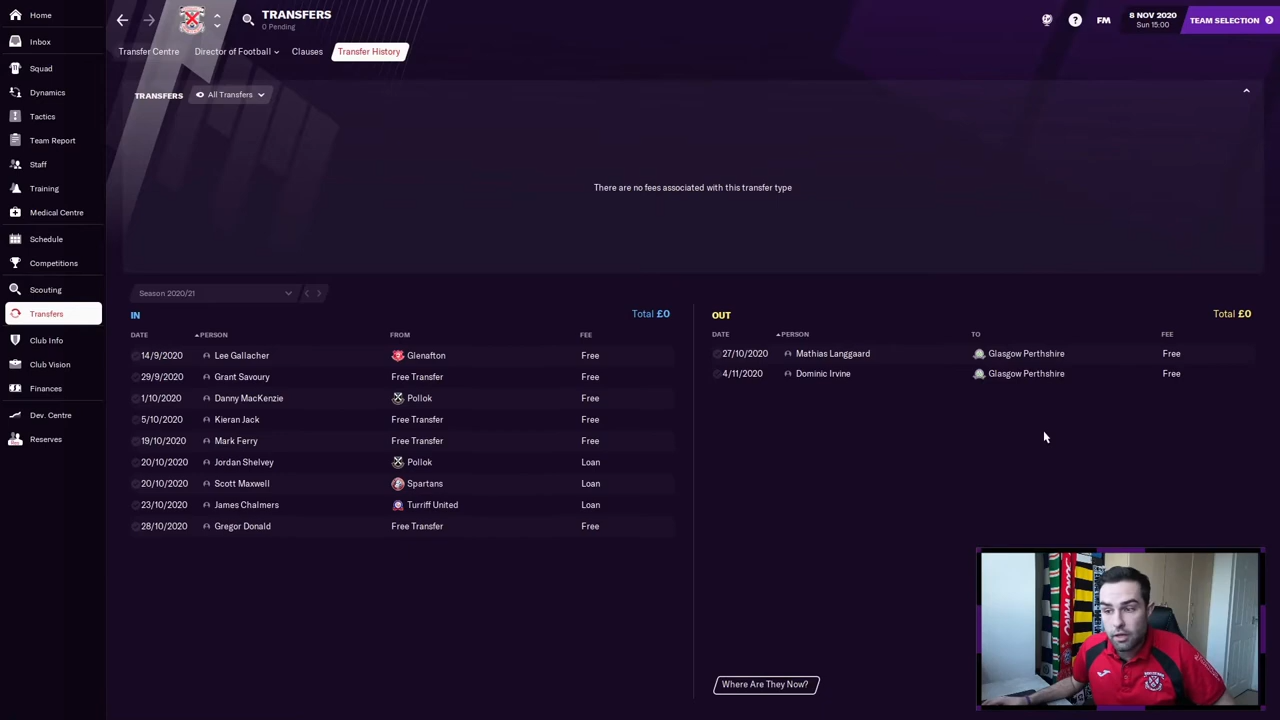 Home
TRANSFERS
0 Pending
FM
8 NOV 2020
Sun 15:00
TEAM SELECTION
Inbox
Transfer Centre
Director of Football
Clauses
Transfer History
Squad
Dynamics
TRANSFERS
All Transfers
Tactics
Team Report
Staff
Training
There are no fees associated with this transfer type
Medical Centre
Schedule
Competitions
Scouting
Season 2020/21
Transfers
IN
Total £0
OUT
Total £0
DATE PERSON FROM FEE
DATE PERSON TO FEE
Club Info
14/9/2020 Lee Gallacher Glenafton Free
27/10/2020 Mathias Langgaard Glasgow Perthshire Free
Club Vision
29/9/2020 Grant Savoury Free Transfer Free
4/11/2020 Dominic Irvine Glasgow Perthshire Free
Finances
1/10/2020 Danny MacKenzie Pollok Free
Dev. Centre
5/10/2020 Kieran Jack Free Transfer Free
Reserves
19/10/2020 Mark Ferry Free Transfer Free
20/10/2020 Jordan Shelvey Pollok Loan
20/10/2020 Scott Maxwell Spartans Loan
23/10/2020 James Chalmers Turriff United Loan
28/10/2020 Gregor Donald Free Transfer Free
Where Are They Now?